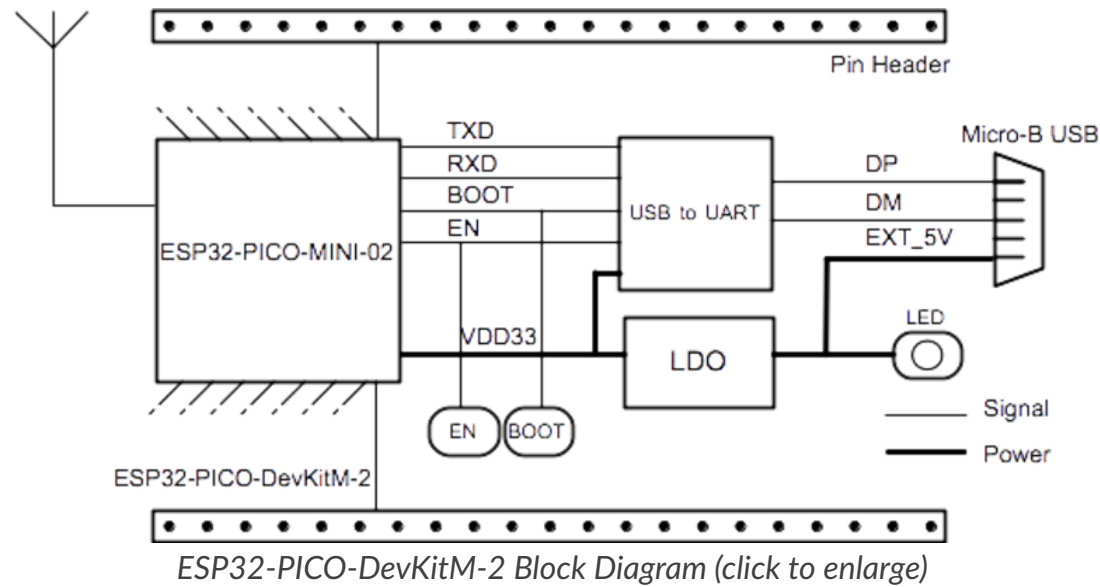 Pin Header
Micro-B USB
TXD
RXD
BOOT
EN
USB to UART
DP
DM
EXT_5V
ESP32-PICO-MINI-02
VDD33
LDO
LED
EN
BOOT
Signal
Power
ESP32-PICO-DevKitM-2
ESP32-PICO-DevKitM-2 Block Diagram (click to enlarge)